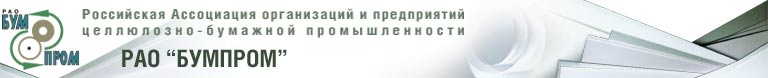 РАО
БУМ
ПРОМ
Российская Ассоциация организаций и предприятий
целлюлозно-бумажной промышленности
РАО “БУМПРОМ”